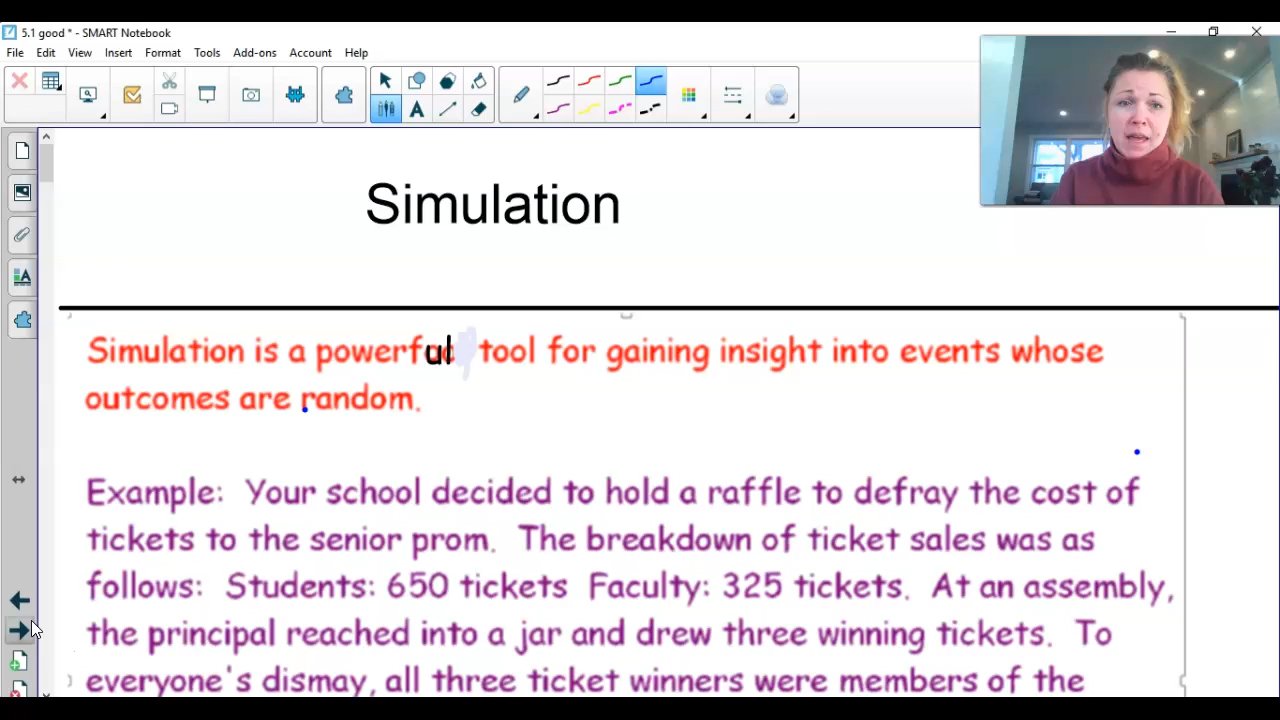 5.1 good * - SMART Notebook
File Edit View Insert Format Tools Add-ons Account Help
Simulation
Simulation is a powerful tool for gaining insight into events whose
outcomes are random.
Example: Your school decided to hold a raffle to defray the cost of
tickets to the senior prom. The breakdown of ticket sales was as
follows: Students: 650 tickets Faculty: 325 tickets. At an assembly,
the principal reached into a jar and drew three winning tickets. To
everyone's dismay, all three ticket winners were members of the